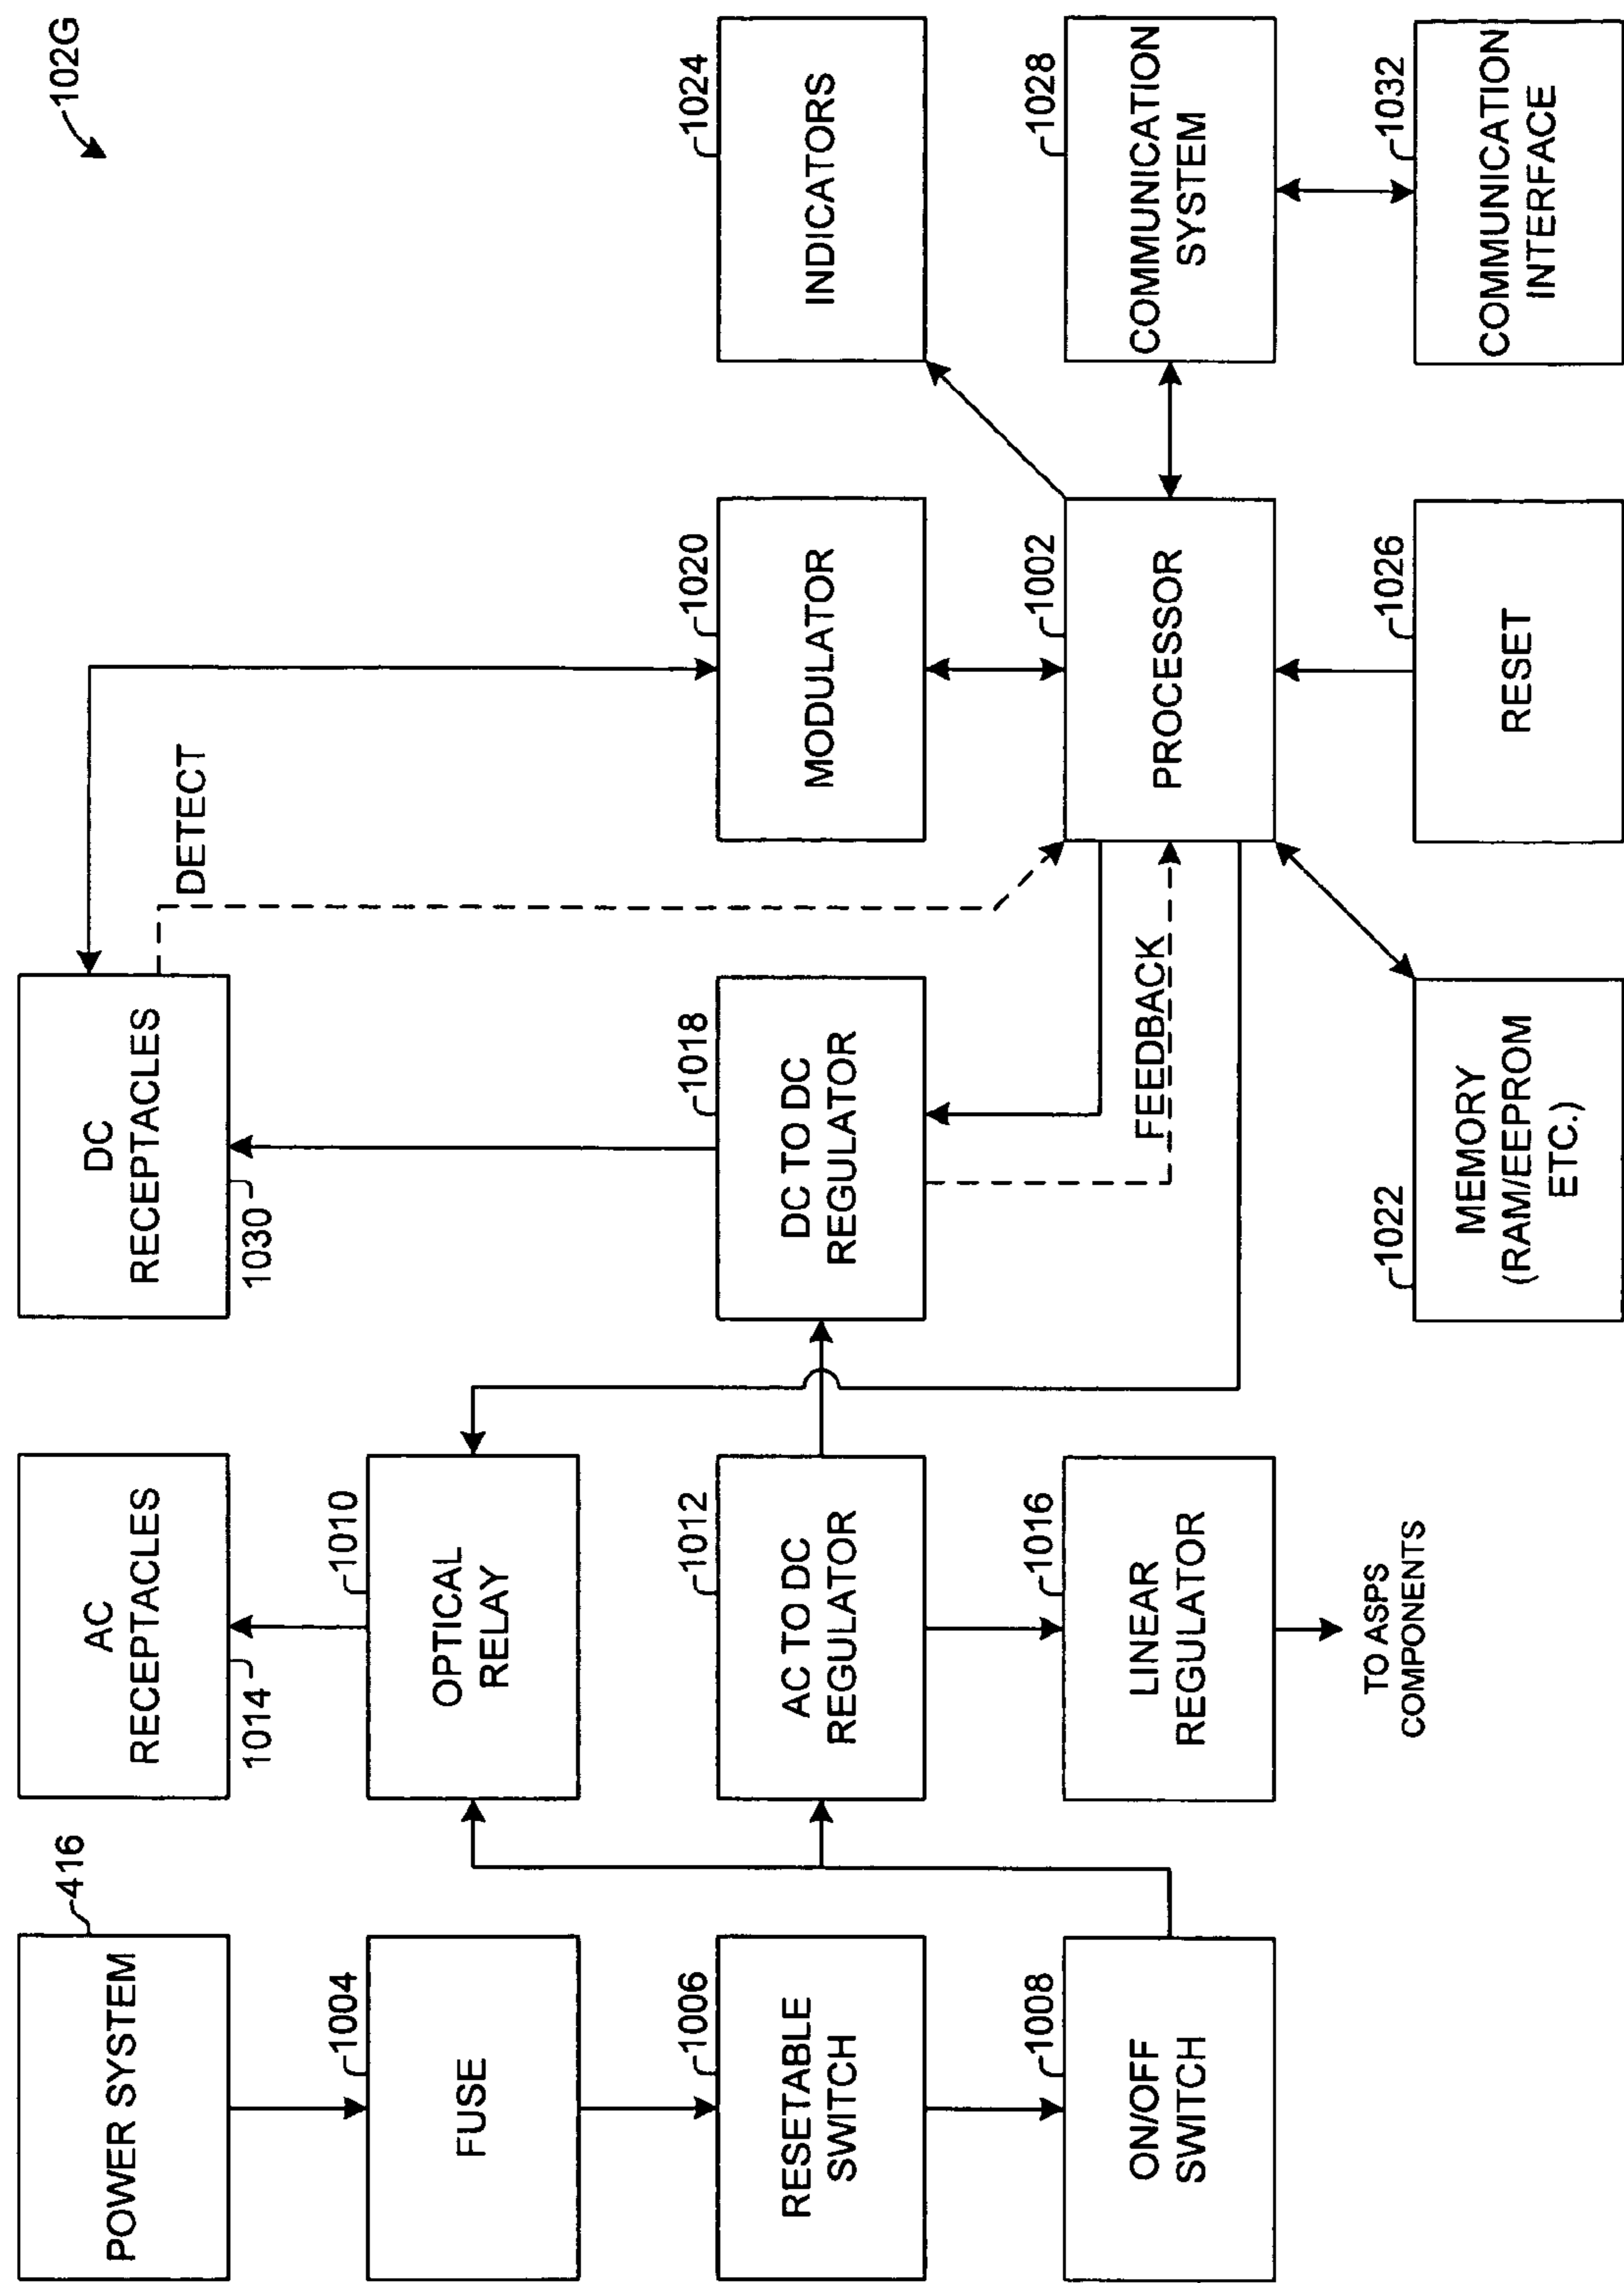 102G
POWER SYSTEM
416
1004
FUSE
1006
RESETABLE
SWITCH
1008
ON/OFF
SWITCH
AC
RECEPTACLES
1014
1010
OPTICAL
RELAY
1012
AC TO DC
REGULATOR
1016
LINEAR
REGULATOR
TO ASPS
COMPONENTS
DC
RECEPTACLES
1030
DETECT
1018
DC TO DC
REGULATOR
FEEDBACK
1022
MEMORY
(RAM/EEPROM
ETC.)
1020
MODULATOR
1002
PROCESSOR
1026
RESET
1024
INDICATORS
1028
COMMUNICATION
SYSTEM
1032
COMMUNICATION
INTERFACE